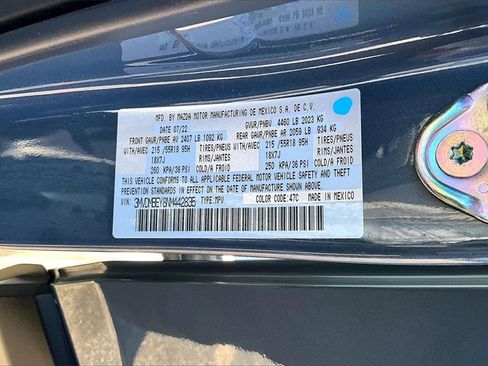 MFD. BY MAZDA MOTOR MANUFACTURING DE MEXICO S.A. DE C.V.
DATE 07/22 GVWR/PNBV 4460 LB 2023 KG
FRONT GAWR/PNBE AV 2407 LB 1092 KG REAR GAWR/PNBE AR 2059 LB 934 KG
WITH/AVEC 215 /55R18 95H TIRES/PNEUS WITH/AVEC 215 /55R18 95H TIRES/PNEUS
18X7J RIMS/JANTES 18X7J RIMS/JANTES
250 KPA/36 PSI COLD/A FROID 250 KPA/36 PSI COLD/A FROID
THIS VEHICLE CONFORMS TO ALL APPLICABLE FEDERAL MOTOR VEHICLE SAFETY AND THEFT
PREVENTION STANDARDS IN EFFECT ON THE DATE OF MANUFACTURE SHOWN ABOVE.
VIN: TYPE:MPV COLOR CODE:47C MADE IN MEXICO